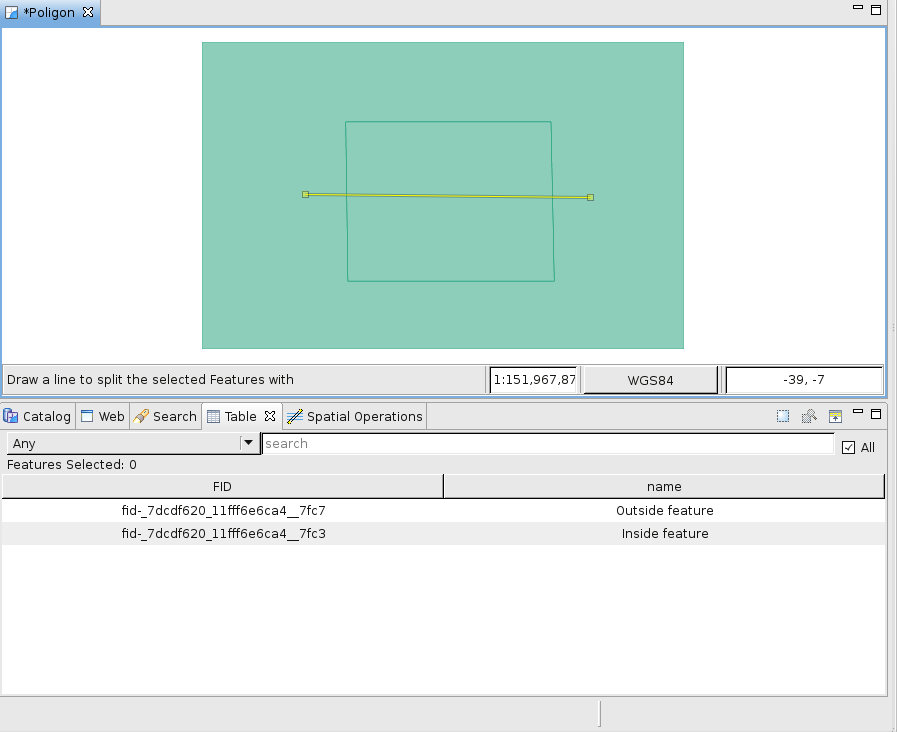 *Poligon
Draw a line to split the selected Features with
1:151,967,87
WGS84
-39, -7
Catalog
Web
Search
Table
Spatial Operations
Any
search
All
Features Selected: 0
FID name
fid-_7dcdf620_11fff6e6ca4__7fc7 Outside feature
fid-_7dcdf620_11fff6e6ca4__7fc3 Inside feature